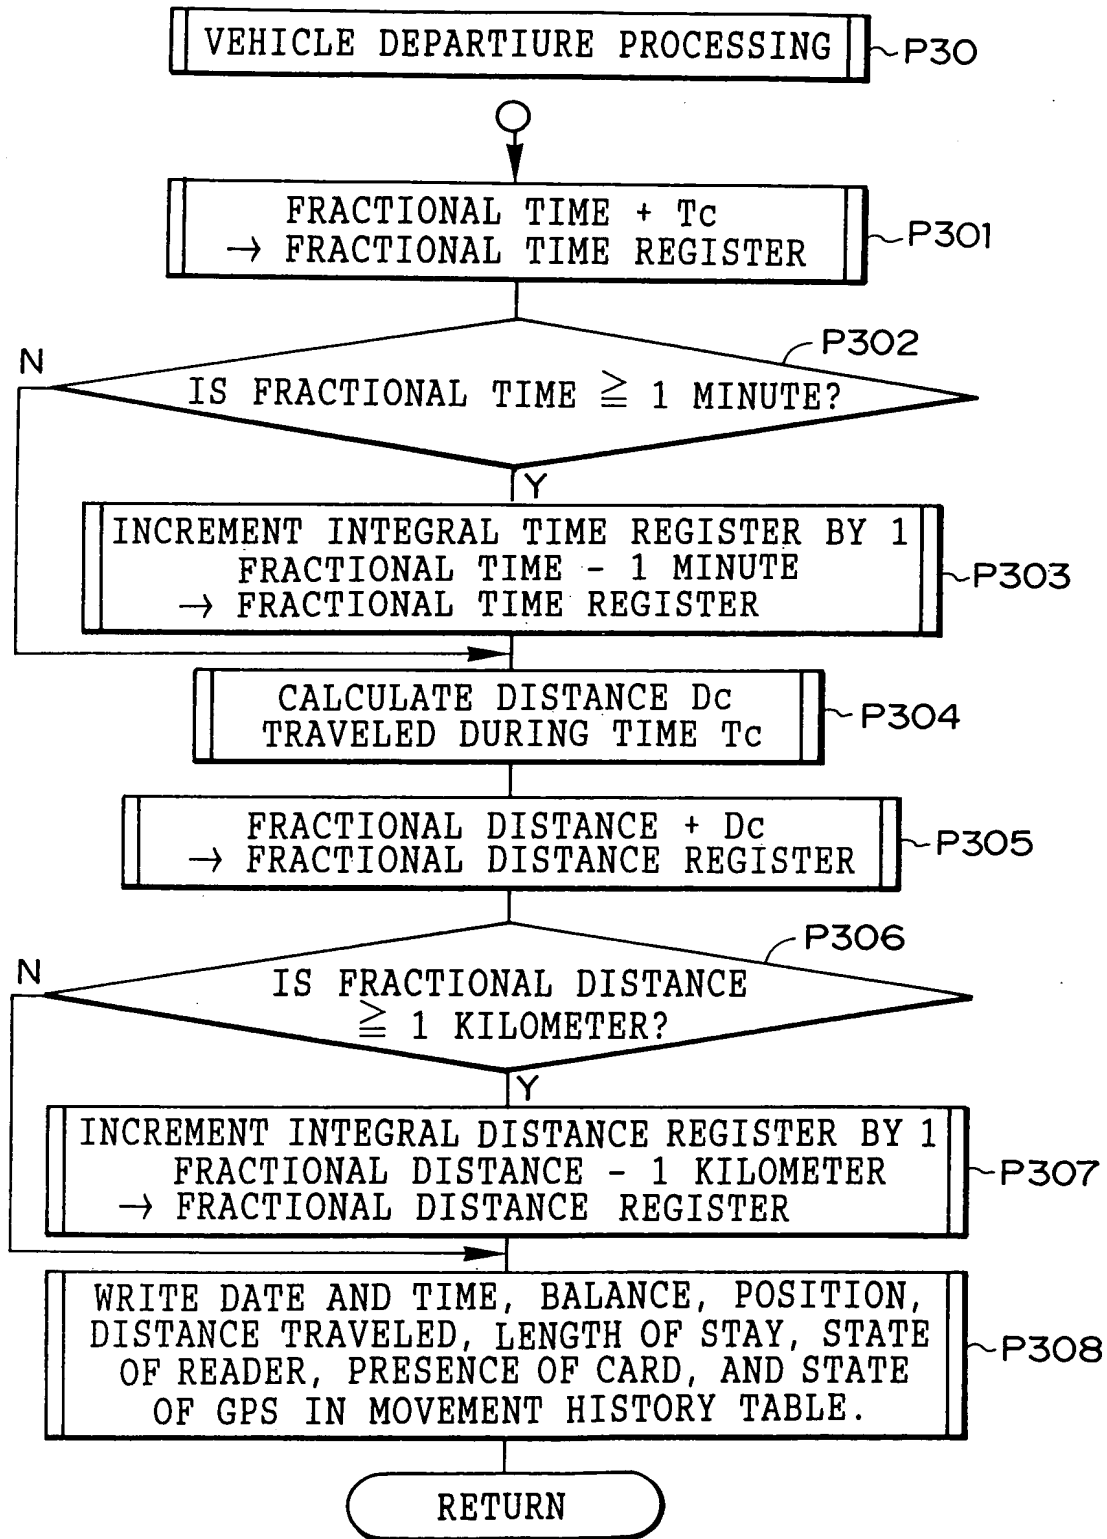 VEHICLE DEPARTIURE PROCESSING
P30
FRACTIONAL TIME + Tc
→ FRACTIONAL TIME REGISTER
P301
P302
N
IS FRACTIONAL TIME ≧ 1 MINUTE?
Y
INCREMENT INTEGRAL TIME REGISTER BY 1
FRACTIONAL TIME - 1 MINUTE
→ FRACTIONAL TIME REGISTER
P303
CALCULATE DISTANCE Dc
TRAVELED DURING TIME Tc
P304
FRACTIONAL DISTANCE + Dc
→ FRACTIONAL DISTANCE REGISTER
P305
P306
N
IS FRACTIONAL DISTANCE
≧ 1 KILOMETER?
Y
INCREMENT INTEGRAL DISTANCE REGISTER BY 1
FRACTIONAL DISTANCE - 1 KILOMETER
→ FRACTIONAL DISTANCE REGISTER
P307
WRITE DATE AND TIME, BALANCE, POSITION,
DISTANCE TRAVELED, LENGTH OF STAY, STATE
OF READER, PRESENCE OF CARD, AND STATE
OF GPS IN MOVEMENT HISTORY TABLE.
P308
RETURN